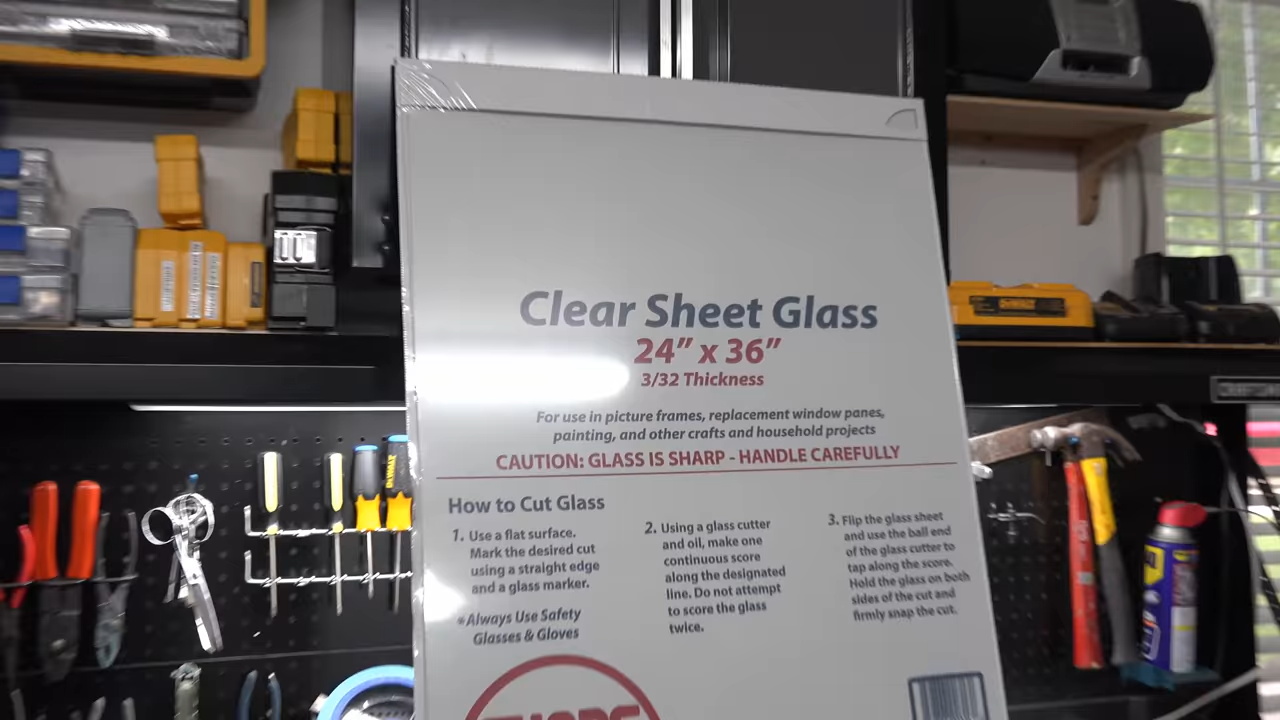 Clear Sheet Glass
24” x 36”
3/32 Thickness
For use in picture frames, replacement window panes,
painting, and other crafts and household projects
CAUTION: GLASS IS SHARP - HANDLE CAREFULLY
How to Cut Glass
1. Use a flat surface.
Mark the desired cut
using a straight edge
and a glass marker.
*Always Use Safety
Glasses & Gloves
2. Using a glass cutter
and oil, make one
continuous score
along the designated
line. Do not attempt
to score the glass
twice.
3. Flip the glass sheet
and use the ball end
of the glass cutter to
tap along the score.
Hold the glass on both
sides of the cut and
firmly snap the cut.
DEWALT